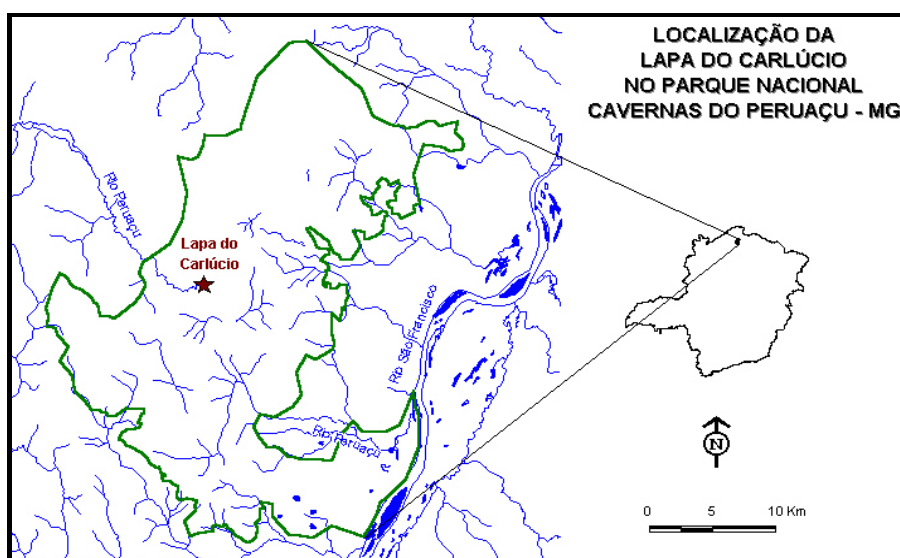 LOCALIZAÇÃO DA
LAPA DO CARLÚCIO
NO PARQUE NACIONAL
CAVERNAS DO PERUAÇU - MG
Rio Peruaçu
Lapa do
Carlúcio
Rio São Francisco
Rio Peruaçu
N
0 5 10 Km